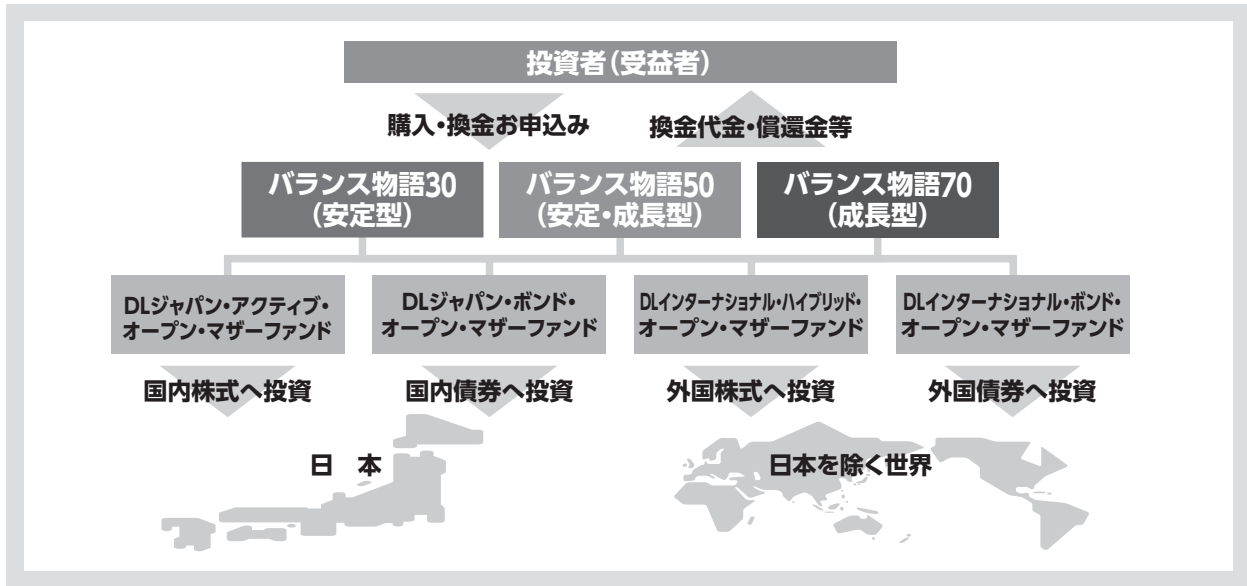 投資者（受益者）
購入・換金お申込み
換金代金・償還金等
バランス物語30
（安定型）
バランス物語50
（安定・成長型）
バランス物語70
（成長型）
DLジャパン・アクティブ・
オープン・マザーファンド
DLジャパン・ボンド・
オープン・マザーファンド
DLインターナショナル・ハイブリッド・
オープン・マザーファンド
DLインターナショナル・ボンド・
オープン・マザーファンド
国内株式へ投資
国内債券へ投資
外国株式へ投資
外国債券へ投資
日　本
日本を除く世界